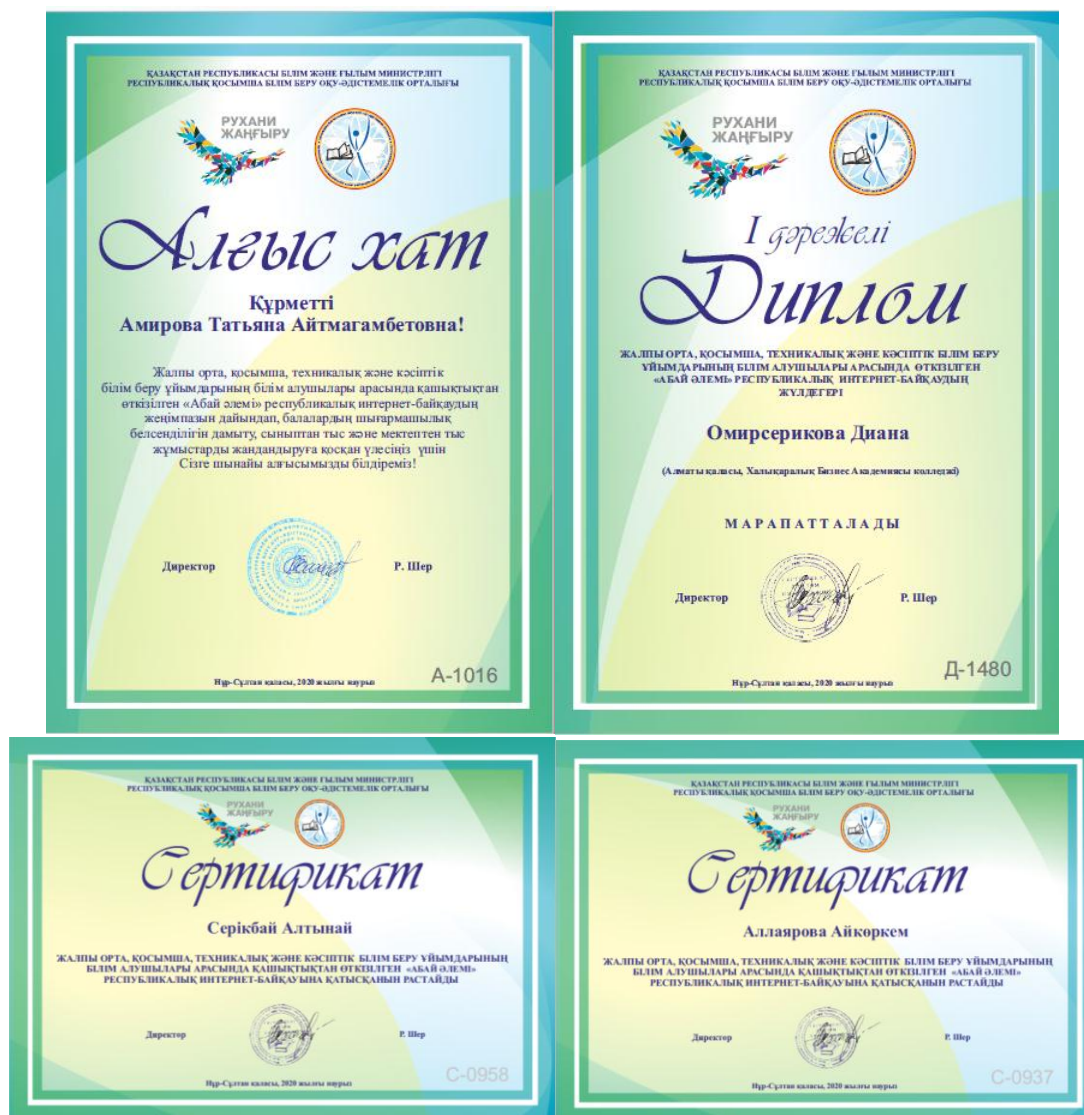 ҚАЗАҚСТАН РЕСПУБЛИКАСЫ БІЛІМ ЖӘНЕ ҒЫЛЫМ МИНИСТРЛІГІ
РЕСПУБЛИКАЛЫҚ ҚОСЫМША БІЛІМ БЕРУ ОҚУ-ӘДІСТЕМЕЛІК ОРТАЛЫҒЫ
РУХАНИ
ЖАҢҒЫРУ
Алғыс хат
Құрметті
Амирова Татьяна Айтмагамбетовна!
Жалпы орта, қосымша, техникалық және кәсіптік
білім беру ұйымдарының білім алушылары арасында қашықтықтан
өткізілген «Абай әлемі» республикалық интернет-байқаудың
жеңімпазын дайындап, балалардың шығармашылық
белсенділігін дамыту, сыныптан тыс және мектептен тыс
жұмыстарды жандандыруға қосқан үлесіңіз үшін
Сізге шынайы алғысымызды білдіреміз!
Директор Р. Шер
Нұр-Сұлтан қаласы, 2020 жылғы наурыз
А-1016
ҚАЗАҚСТАН РЕСПУБЛИКАСЫ БІЛІМ ЖӘНЕ ҒЫЛЫМ МИНИСТРЛІГІ
РЕСПУБЛИКАЛЫҚ ҚОСЫМША БІЛІМ БЕРУ ОҚУ-ӘДІСТЕМЕЛІК ОРТАЛЫҒЫ
РУХАНИ
ЖАҢҒЫРУ
І дәрежелі
Диплом
ЖАЛПЫ ОРТА, ҚОСЫМША, ТЕХНИКАЛЫҚ ЖӘНЕ КӘСІПТІК БІЛІМ БЕРУ
ҰЙЫМДАРЫНЫҢ БІЛІМ АЛУШЫЛАРЫ АРАСЫНДА ӨТКІЗІЛГЕН
«АБАЙ ӘЛЕМІ» РЕСПУБЛИКАЛЫҚ ИНТЕРНЕТ-БАЙҚАУДЫҢ
ЖҮЛДЕГЕРІ
Омирсерикова Диана
(Алматы қаласы, Халықаралық Бизнес Академиясы колледжі)
МАРАПАТТАЛАДЫ
Директор Р. Шер
Нұр-Сұлтан қаласы, 2020 жылғы наурыз
Д-1480
ҚАЗАҚСТАН РЕСПУБЛИКАСЫ БІЛІМ ЖӘНЕ ҒЫЛЫМ МИНИСТРЛІГІ
РЕСПУБЛИКАЛЫҚ ҚОСЫМША БІЛІМ БЕРУ ОҚУ-ӘДІСТЕМЕЛІК ОРТАЛЫҒЫ
РУХАНИ
ЖАҢҒЫРУ
Сертификат
Серікбай Алтынай
ЖАЛПЫ ОРТА, ҚОСЫМША, ТЕХНИКАЛЫҚ ЖӘНЕ КӘСІПТІК БІЛІМ БЕРУ ҰЙЫМДАРЫНЫҢ
БІЛІМ АЛУШЫЛАРЫ АРАСЫНДА ҚАШЫҚТЫҚТАН ӨТКІЗІЛГЕН «АБАЙ ӘЛЕМІ»
РЕСПУБЛИКАЛЫҚ ИНТЕРНЕТ-БАЙҚАУЫНА ҚАТЫСҚАНЫН РАСТАЙДЫ
Директор Р. Шер
Нұр-Сұлтан қаласы, 2020 жылғы наурыз
С-0958
ҚАЗАҚСТАН РЕСПУБЛИКАСЫ БІЛІМ ЖӘНЕ ҒЫЛЫМ МИНИСТРЛІГІ
РЕСПУБЛИКАЛЫҚ ҚОСЫМША БІЛІМ БЕРУ ОҚУ-ӘДІСТЕМЕЛІК ОРТАЛЫҒЫ
РУХАНИ
ЖАҢҒЫРУ
Сертификат
Аллаярова Айкөркем
ЖАЛПЫ ОРТА, ҚОСЫМША, ТЕХНИКАЛЫҚ ЖӘНЕ КӘСІПТІК БІЛІМ БЕРУ ҰЙЫМДАРЫНЫҢ
БІЛІМ АЛУШЫЛАРЫ АРАСЫНДА ҚАШЫҚТЫҚТАН ӨТКІЗІЛГЕН «АБАЙ ӘЛЕМІ»
РЕСПУБЛИКАЛЫҚ ИНТЕРНЕТ-БАЙҚАУЫНА ҚАТЫСҚАНЫН РАСТАЙДЫ
Директор Р. Шер
Нұр-Сұлтан қаласы, 2020 жылғы наурыз
С-0937